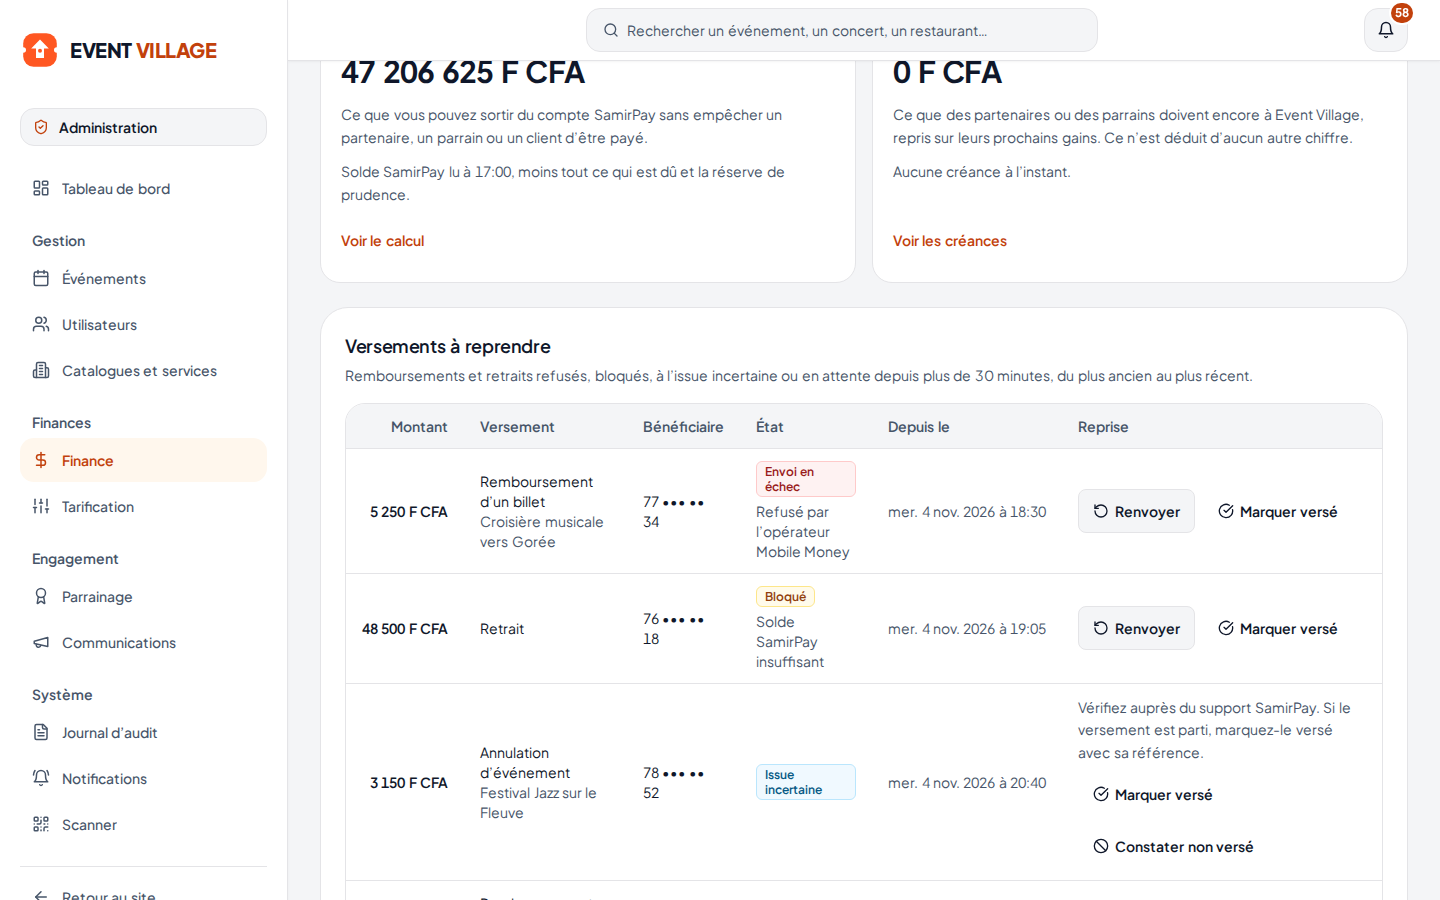 EVENT VILLAGE
Rechercher un événement, un concert, un restaurant…
58
Administration
Tableau de bord
Gestion
Événements
Utilisateurs
Catalogues et services
Finances
Finance
Tarification
Engagement
Parrainage
Communications
Système
Journal d’audit
Notifications
Scanner
Retour au site
47 206 625 F CFA
Ce que vous pouvez sortir du compte SamirPay sans empêcher un
partenaire, un parrain ou un client d’être payé.
Solde SamirPay lu à 17:00, moins tout ce qui est dû et la réserve de
prudence.
Voir le calcul
0 F CFA
Ce que des partenaires ou des parrains doivent encore à Event Village,
repris sur leurs prochains gains. Ce n’est déduit d’aucun autre chiffre.
Aucune créance à l’instant.
Voir les créances
Versements à reprendre
Remboursements et retraits refusés, bloqués, à l’issue incertaine ou en attente depuis plus de 30 minutes, du plus ancien au plus récent.
Montant Versement Bénéficiaire État Depuis le Reprise
5 250 F CFA
Remboursement
d’un billet
Croisière musicale
vers Gorée
77 ••• ••
34
Envoi en
échec
Refusé par
l’opérateur
Mobile Money
mer. 4 nov. 2026 à 18:30
Renvoyer
Marquer versé
48 500 F CFA
Retrait
76 ••• ••
18
Bloqué
Solde
SamirPay
insuffisant
mer. 4 nov. 2026 à 19:05
Renvoyer
Marquer versé
3 150 F CFA
Annulation
d’événement
Festival Jazz sur le
Fleuve
78 ••• ••
52
Issue
incertaine
mer. 4 nov. 2026 à 20:40
Vérifiez auprès du support SamirPay. Si le
versement est parti, marquez-le versé
avec sa référence.
Marquer versé
Constater non versé